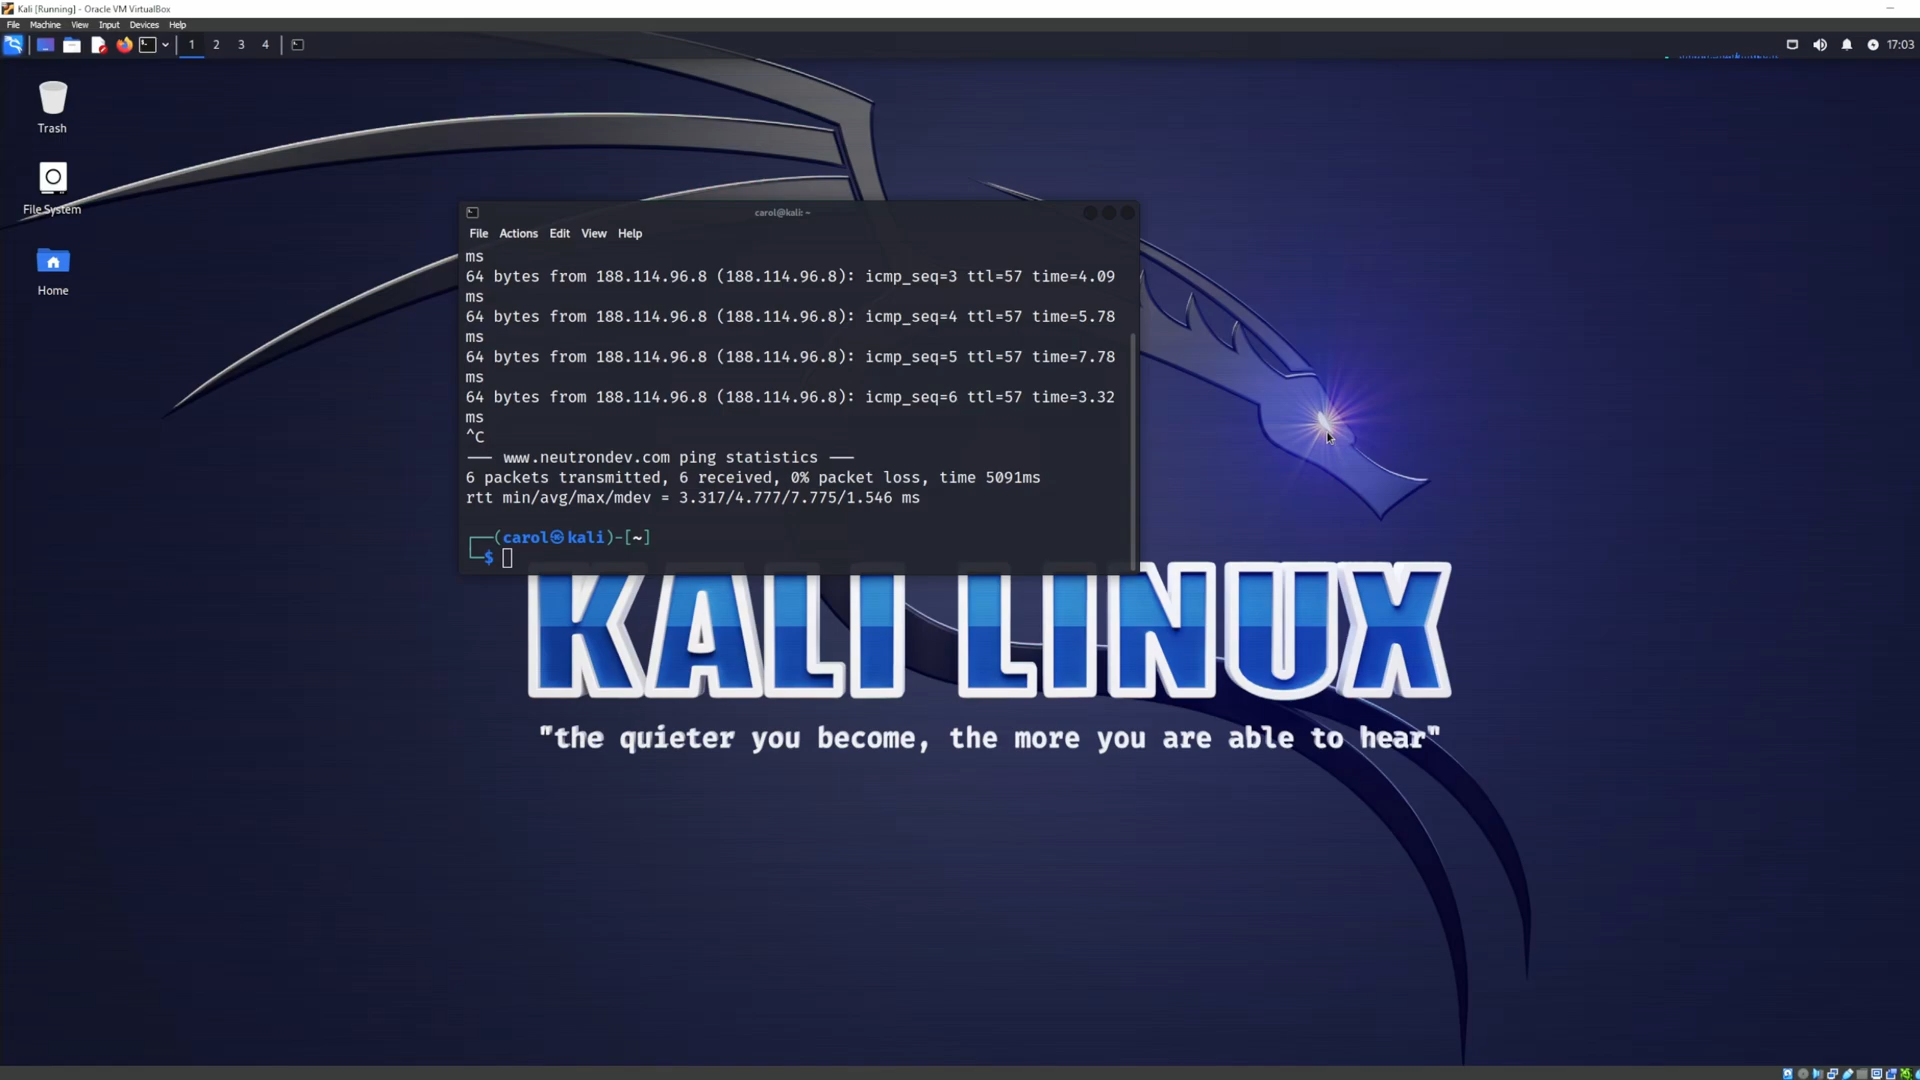 Kali [Running] - Oracle VM VirtualBox
File Machine View Input Devices Help
1 2 3 4 17:03
Trash
File System
Home
carol@kali: ~
File Actions Edit View Help
ms
64 bytes from 188.114.96.8 (188.114.96.8): icmp_seq=3 ttl=57 time=4.09
ms
64 bytes from 188.114.96.8 (188.114.96.8): icmp_seq=4 ttl=57 time=5.78
ms
64 bytes from 188.114.96.8 (188.114.96.8): icmp_seq=5 ttl=57 time=7.78
ms
64 bytes from 188.114.96.8 (188.114.96.8): icmp_seq=6 ttl=57 time=3.32
ms
^C
— www.neutrondev.com ping statistics —
6 packets transmitted, 6 received, 0% packet loss, time 5091ms
rtt min/avg/max/mdev = 3.317/4.777/7.775/1.546 ms
┌──(carol㉿kali)-[~]
└─$
KALI LINUX
"the quieter you become, the more you are able to hear"